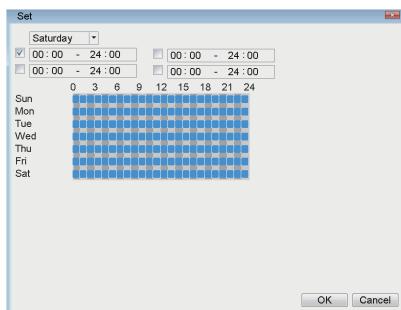 Set
Saturday
00:00 - 24:00 00:00 - 24:00
00:00 - 24:00 00:00 - 24:00
0 3 6 9 12 15 18 21 24
Sun
Mon
Tue
Wed
Thu
Fri
Sat
OK Cancel